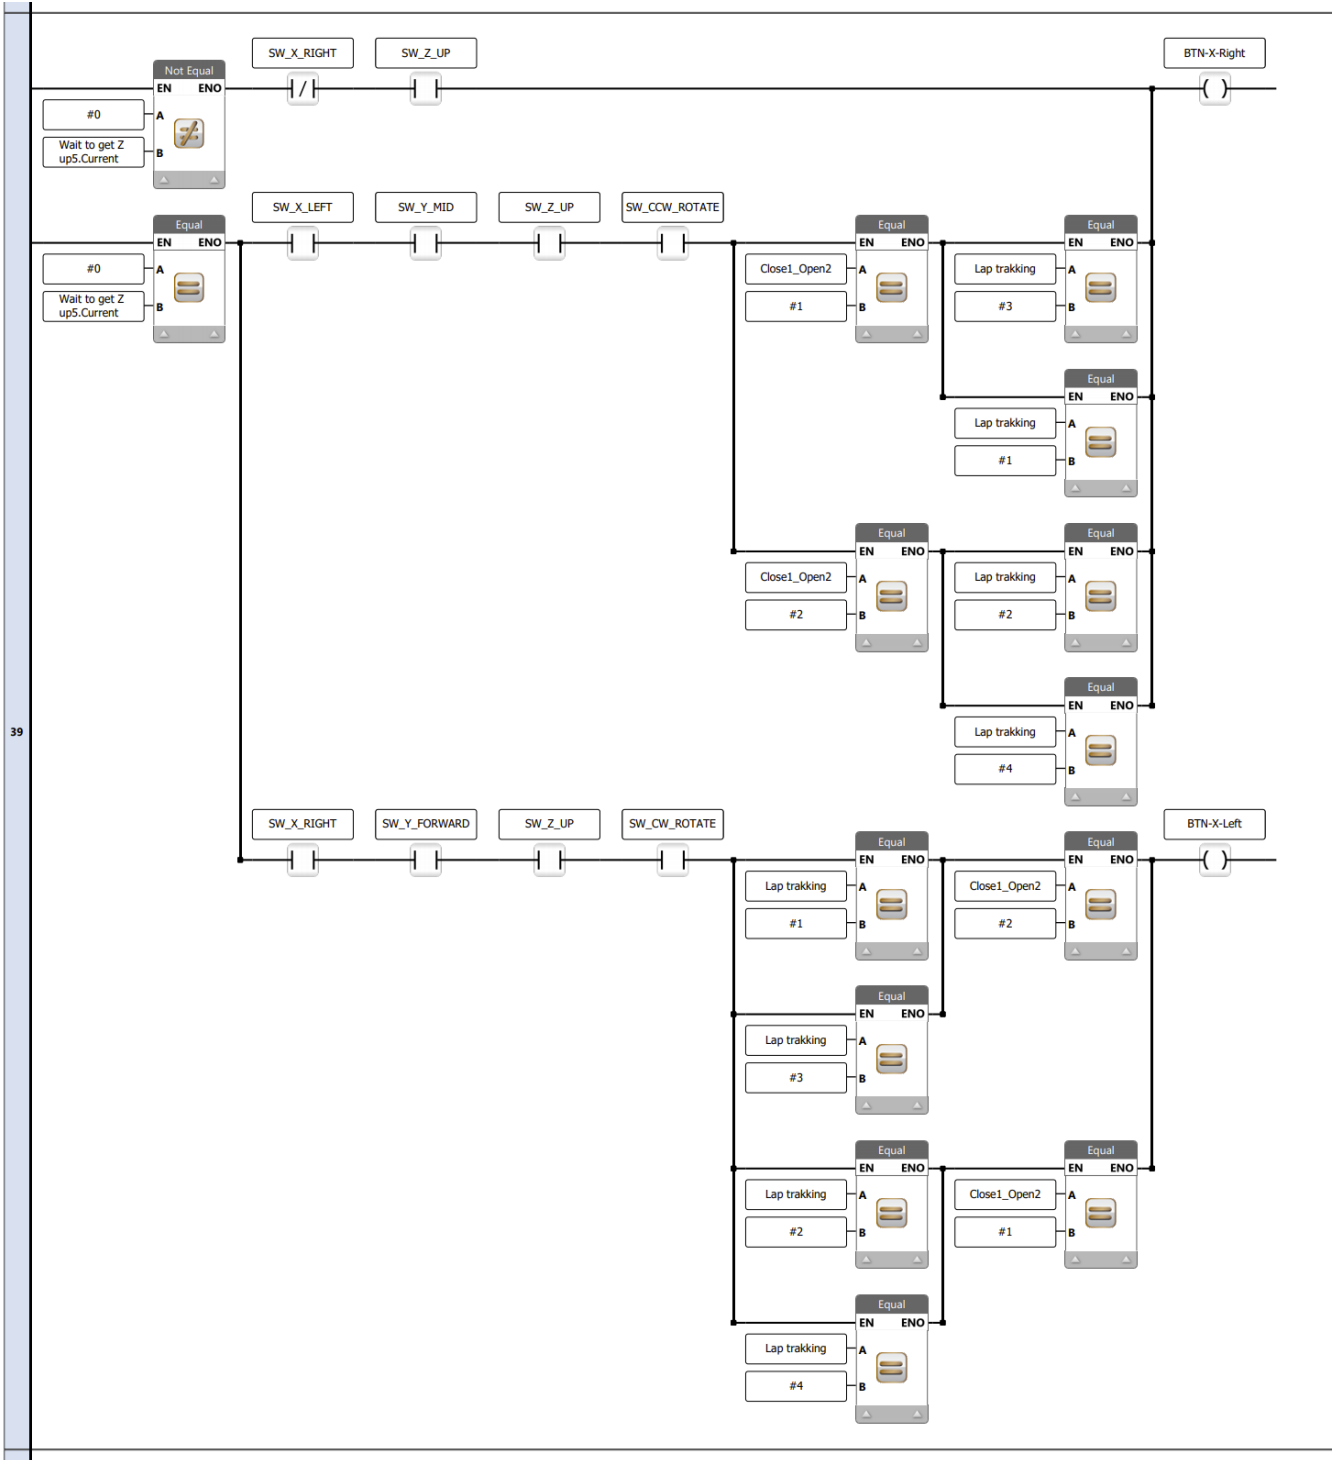 SW_X_RIGHT
SW_Z_UP
BTN-X-Right
Not Equal
EN ENO
#0
A
Wait to get Z
up5.Current
B
SW_X_LEFT
SW_Y_MID
SW_Z_UP
SW_CCW_ROTATE
Equal
EN ENO
#0
A
Wait to get Z
up5.Current
B
Equal
EN ENO
Close1_Open2
A
#1
B
Equal
EN ENO
Lap trakking
A
#3
B
Equal
EN ENO
Lap trakking
A
#1
B
Equal
EN ENO
Close1_Open2
A
#2
B
Equal
EN ENO
Lap trakking
A
#2
B
Equal
EN ENO
Lap trakking
A
#4
B
39
SW_X_RIGHT
SW_Y_FORWARD
SW_Z_UP
SW_CW_ROTATE
BTN-X-Left
Equal
EN ENO
Lap trakking
A
#1
B
Equal
EN ENO
Close1_Open2
A
#2
B
Equal
EN ENO
Lap trakking
A
#3
B
Equal
EN ENO
Lap trakking
A
#2
B
Equal
EN ENO
Close1_Open2
A
#1
B
Equal
EN ENO
Lap trakking
A
#4
B